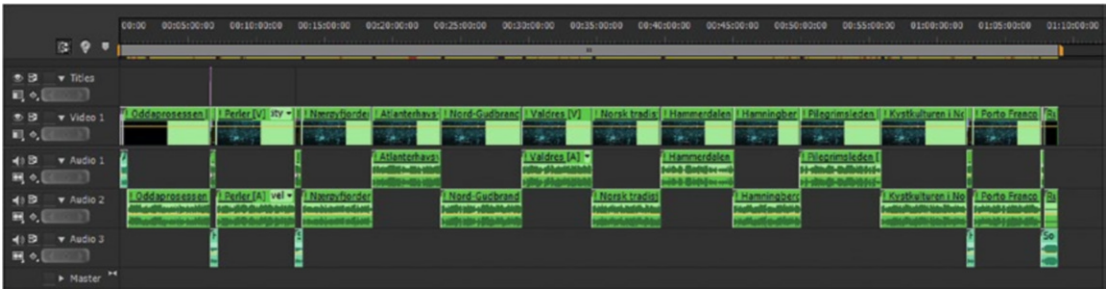 00:00 00:05:00:00 00:10:00:00 00:15:00:00 00:20:00:00 00:25:00:00 00:30:00:00 00:35:00:00 00:40:00:00 00:45:00:00 00:50:00:00 00:55:00:00 01:00:00:00 01:05:00:00 01:10:00:00
Titles
Video 1 ! Oddaprosessen [ ! Perler [V] ity ! Nærøyfjorder ! Atlanterhavs ! Nord-Gudbrand ! Valdres [V] ! Norsk tradis ! Hammerdalen ! Hamningber ! Pilegrimsleden [ ! Kystkulturen i No ! Porto Franco
Audio 1 ! Atlanterhavs ! Valdres [A] ! Hammerdalen ! Pilegrimsleden [
Audio 2 ! Oddaprosessen ! Perler [A] vel ! Nærøyfjorder ! Nord-Gudbrand ! Norsk tradis ! Hamningberg ! Kystkulturen i No ! Porto Franco
Audio 3 So
Master